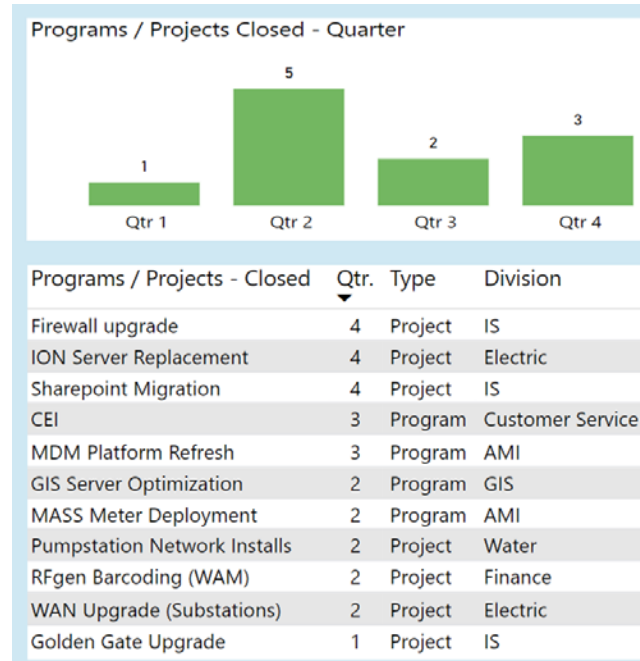 Programs / Projects Closed - Quarter
1 5 2 3
Qtr 1 Qtr 2 Qtr 3 Qtr 4
Programs / Projects - Closed Qtr. Type Division
Firewall upgrade 4 Project IS
ION Server Replacement 4 Project Electric
Sharepoint Migration 4 Project IS
CEI 3 Program Customer Service
MDM Platform Refresh 3 Program AMI
GIS Server Optimization 2 Program GIS
MASS Meter Deployment 2 Program AMI
Pumpstation Network Installs 2 Project Water
RFgen Barcoding (WAM) 2 Project Finance
WAN Upgrade (Substations) 2 Project Electric
Golden Gate Upgrade 1 Project IS